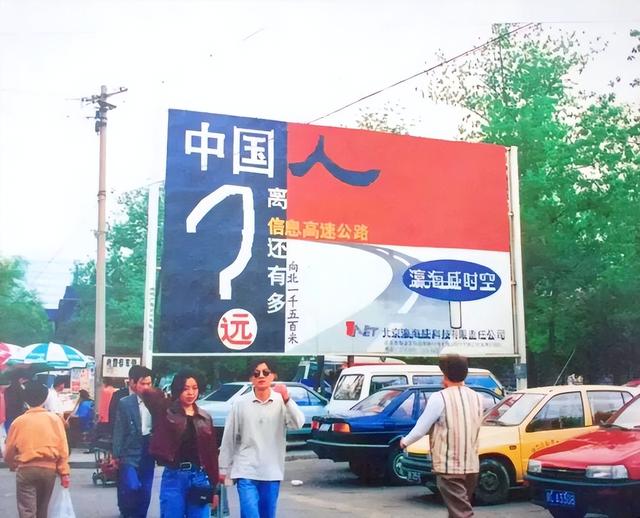 中国人
离
信息高速公路
还有多
远
?
向北一千五百米
瀛海威时空
北京瀛海威科技有限责任公司